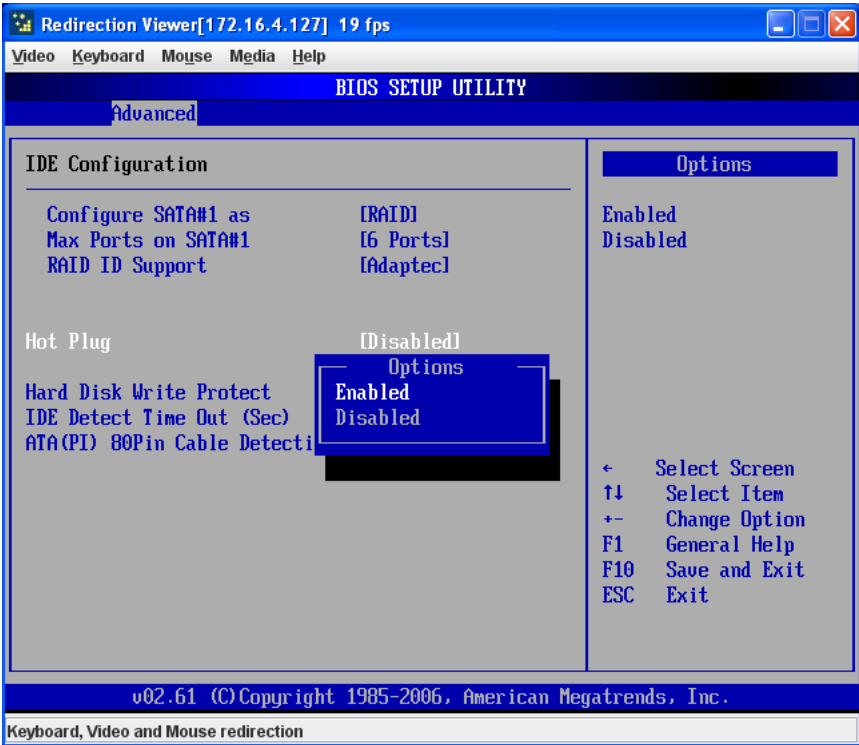 Redirection Viewer[172.16.4.127] 19 fps
Video Keyboard Mouse Media Help
BIOS SETUP UTILITY
Advanced
IDE Configuration
Configure SATA#1 as [RAID]
Max Ports on SATA#1 [6 Ports]
RAID ID Support [Adaptec]
Hot Plug [Disabled]
Hard Disk Write Protect
IDE Detect Time Out (Sec)
ATA(PI) 80Pin Cable Detecti
Options
Enabled
Disabled
Options
Enabled
Disabled
← Select Screen
↑↓ Select Item
+- Change Option
F1 General Help
F10 Save and Exit
ESC Exit
v02.61 (C)Copyright 1985-2006, American Megatrends, Inc.
Keyboard, Video and Mouse redirection